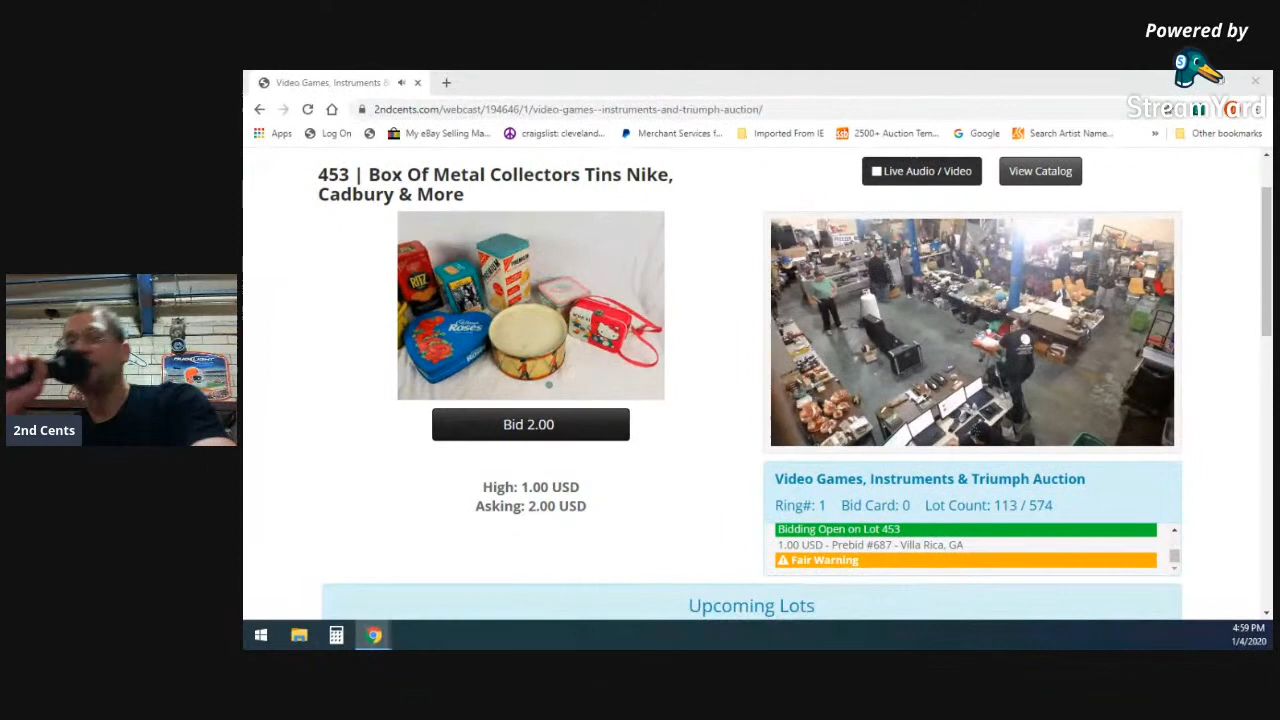 Powered by
StreamYard
Video Games, Instruments &
2ndcents.com/webcast/194646/1/video-games--instruments-and-triumph-auction/
Apps
Log On
My eBay Selling Ma...
craigslist: cleveland...
Merchant Services f...
Imported From IE
2500+ Auction Tem...
Google
Search Artist Name...
»
Other bookmarks
453 | Box Of Metal Collectors Tins Nike,
Cadbury & More
Live Audio / Video
View Catalog
RITZ
PREMIUM
Roses
Bid 2.00
High: 1.00 USD
Asking: 2.00 USD
2nd Cents
Video Games, Instruments & Triumph Auction
Ring#: 1 Bid Card: 0 Lot Count: 113 / 574
Bidding Open on Lot 453
1.00 USD - Prebid #687 - Villa Rica, GA
Fair Warning
Upcoming Lots
4:59 PM
1/4/2020